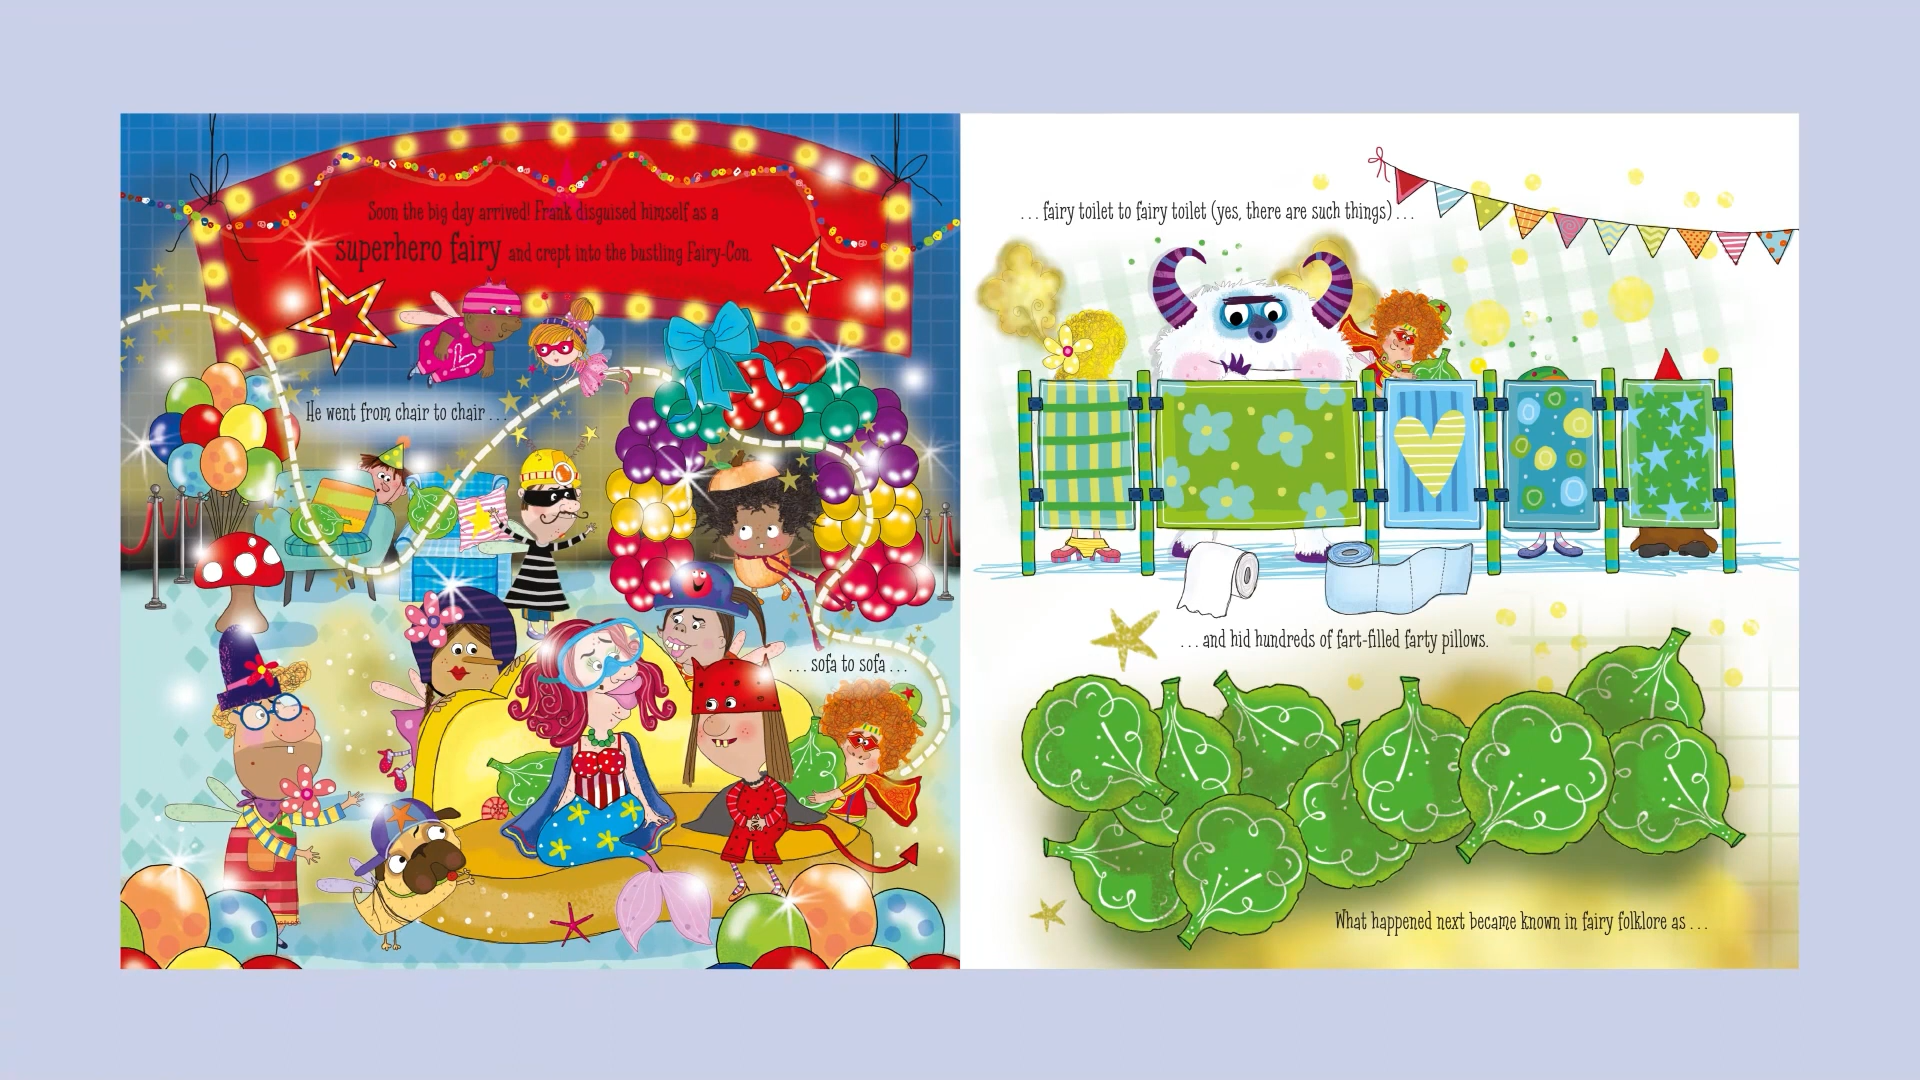 Soon the big day arrived! Frank disguised himself as a
superhero fairy and crept into the bustling Fairy-Con.
He went from chair to chair . . .
. . . sofa to sofa . . .
. . . fairy toilet to fairy toilet (yes, there are such things) . . .
. . . and hid hundreds of fart-filled farty pillows.
What happened next became known in fairy folklore as . . .